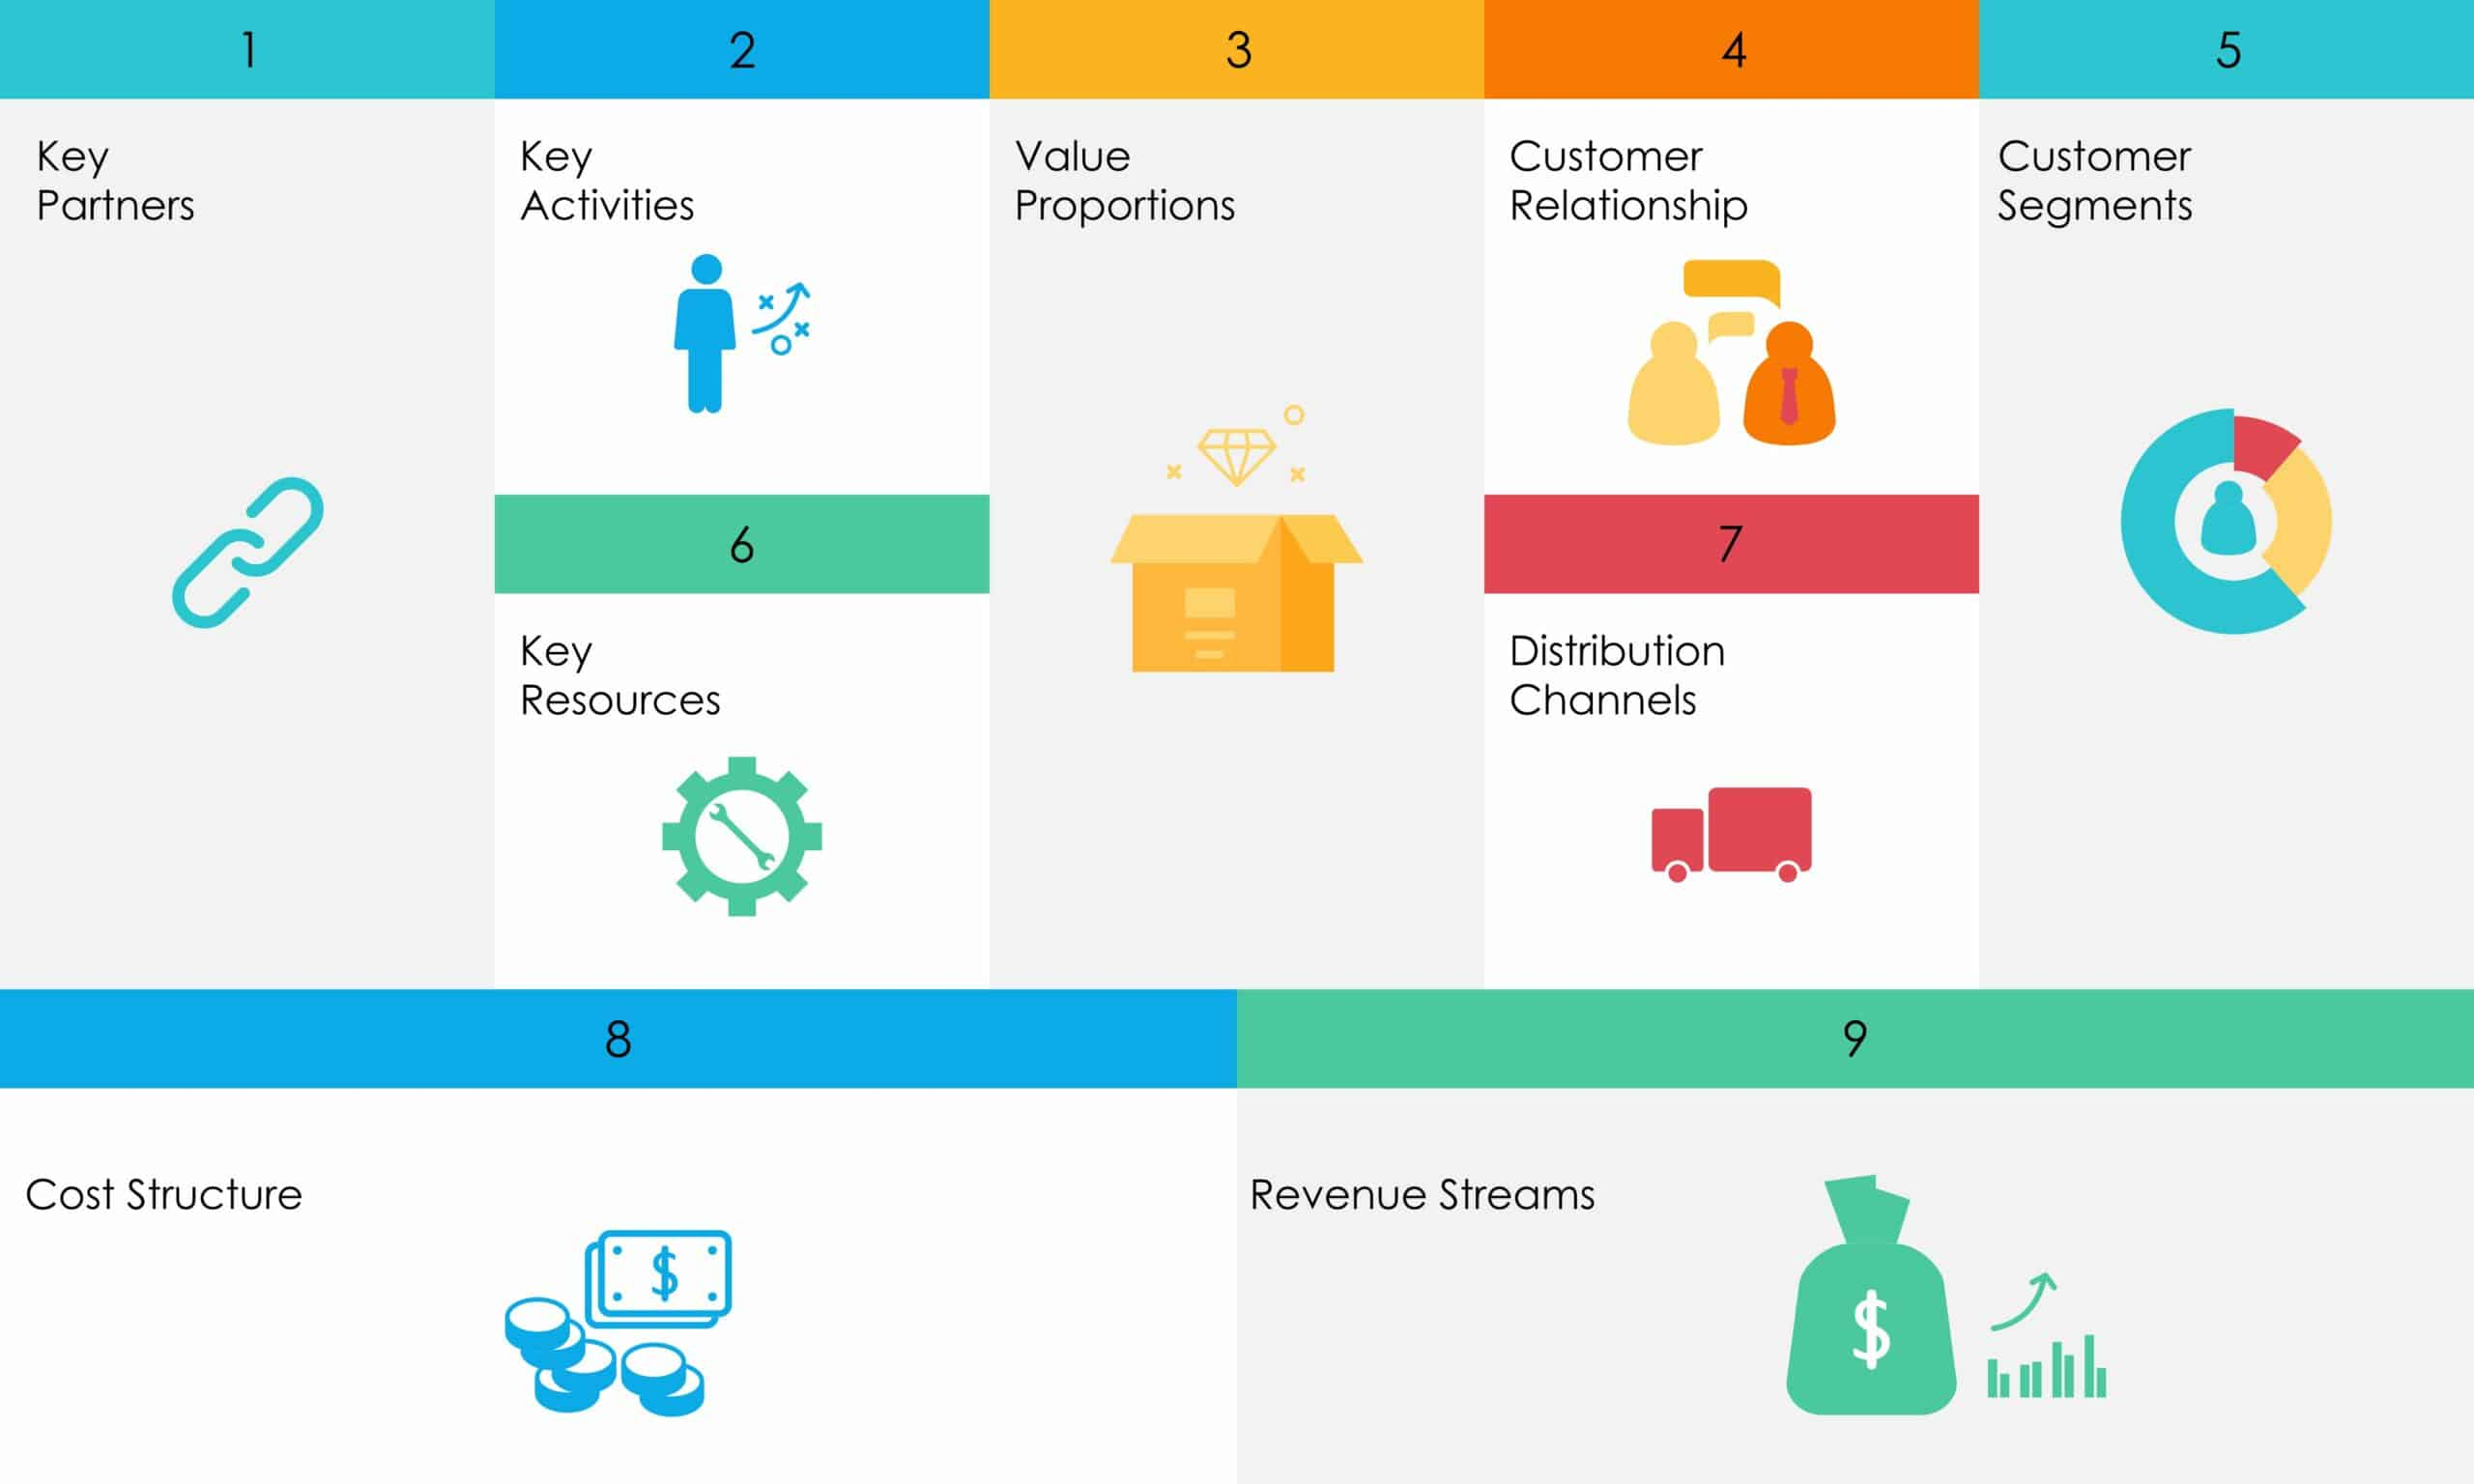 1
Key
Partners
2
Key
Activities
3
Value
Proportions
4
Customer
Relationship
5
Customer
Segments
6
Key
Resources
7
Distribution
Channels
8
Cost Structure
$
9
Revenue Streams
$